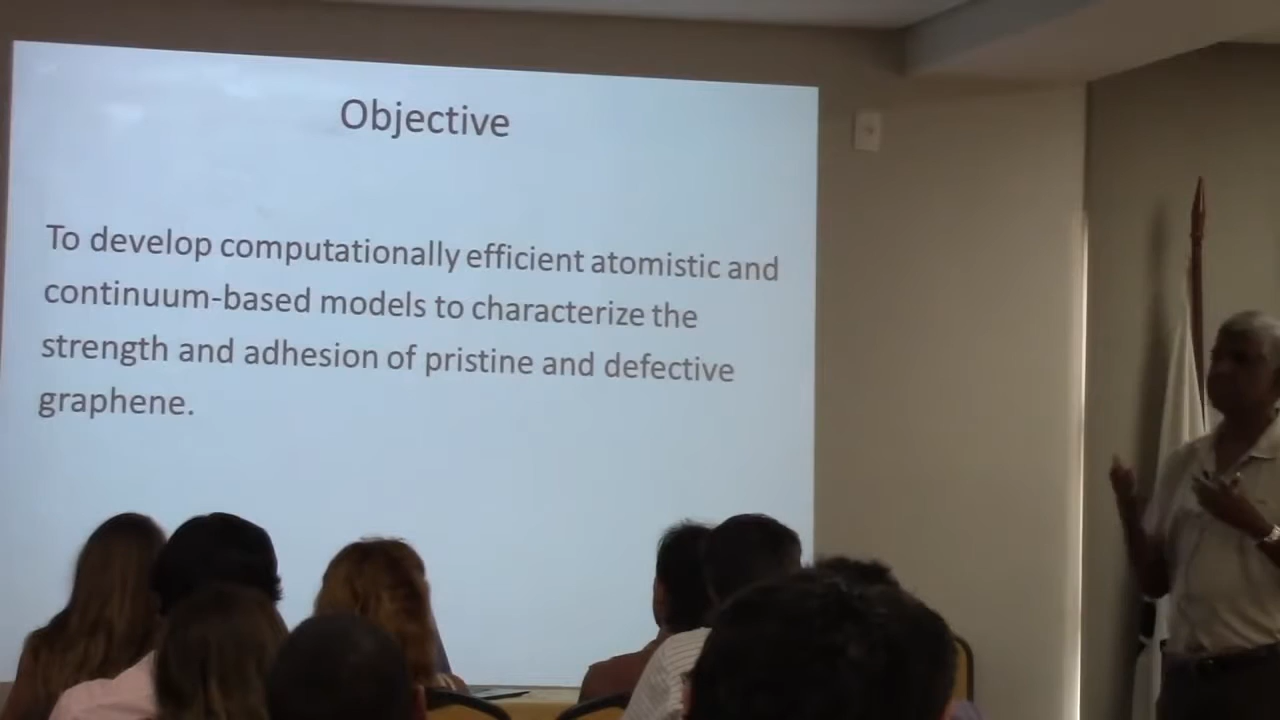 Objective
To develop computationally efficient atomistic and
continuum-based models to characterize the
strength and adhesion of pristine and defective
graphene.